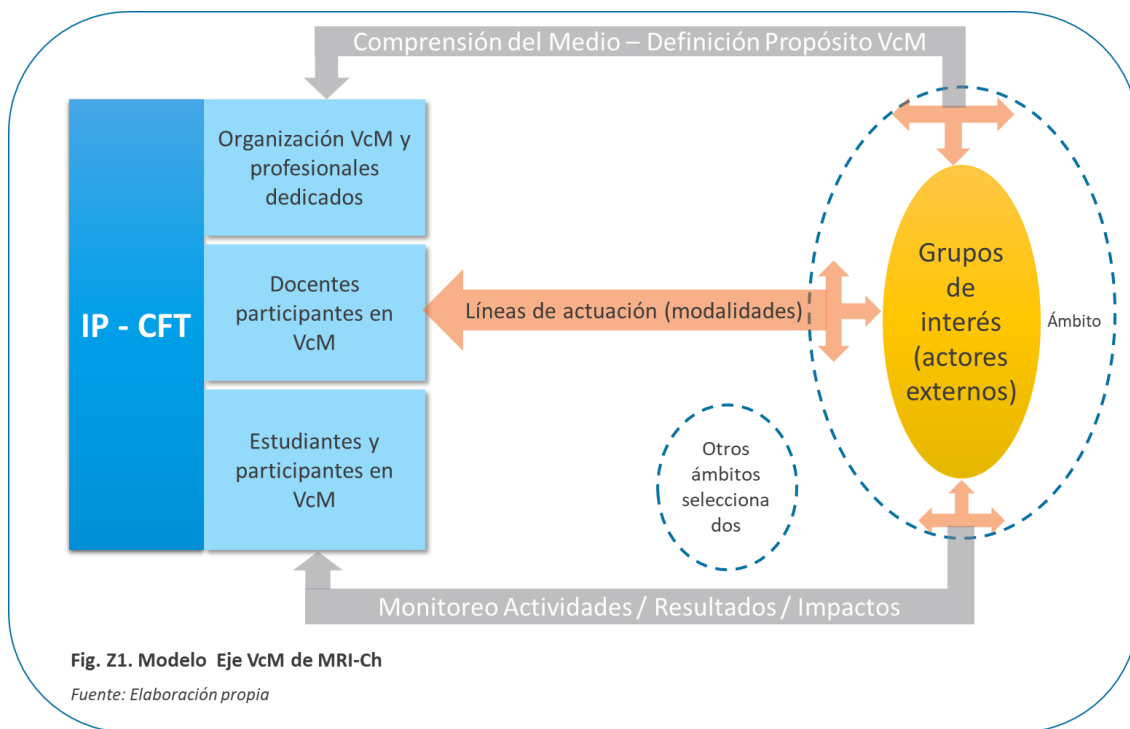 Comprensión del Medio – Definición Propósito VcM
IP - CFT
Organización VcM y
profesionales
dedicados
Docentes
participantes en
VcM
Estudiantes y
participantes en
VcM
Líneas de actuación (modalidades)
Grupos
de
interés
(actores
externos)
Ámbito
Otros
ámbitos
selecciona
dos
Monitoreo Actividades / Resultados / Impactos
Fig. Z1. Modelo Eje VcM de MRI-Ch
Fuente: Elaboración propia